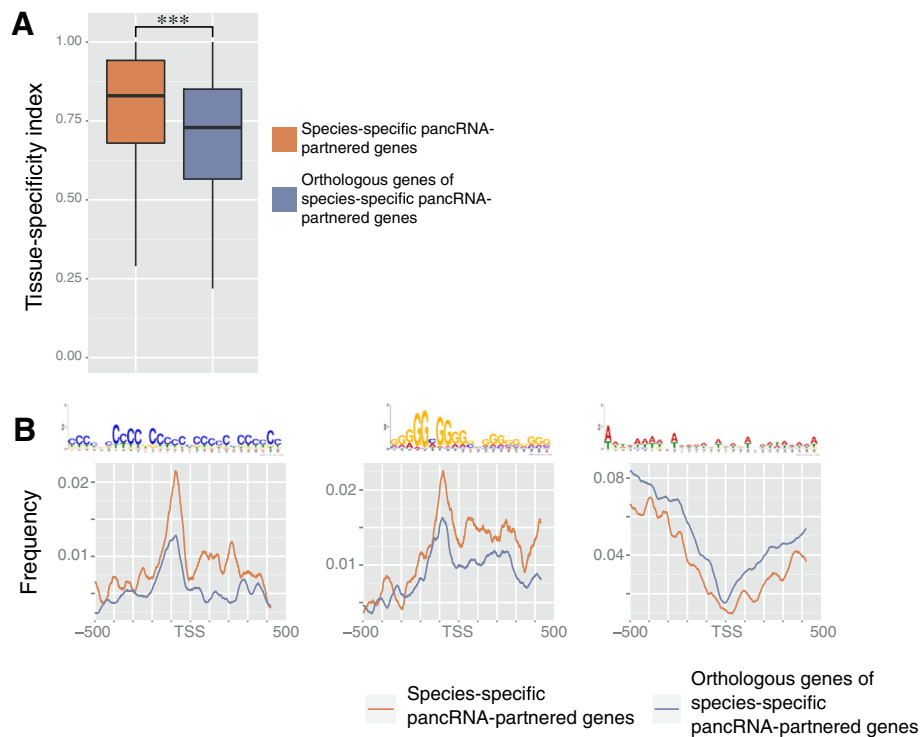 A
***
Tissue-specificity index
1.00
0.75
0.50
0.25
0.00
Species-specific pancRNA-
partnered genes
Orthologous genes of
species-specific pancRNA-
partnered genes
B
Frequency
0.02
0.01
−500
TSS
500
0.02
0.01
−500
TSS
500
0.08
0.04
−500
TSS
500
Species-specific
pancRNA-partnered genes
Orthologous genes of
species-specific
pancRNA-partnered genes